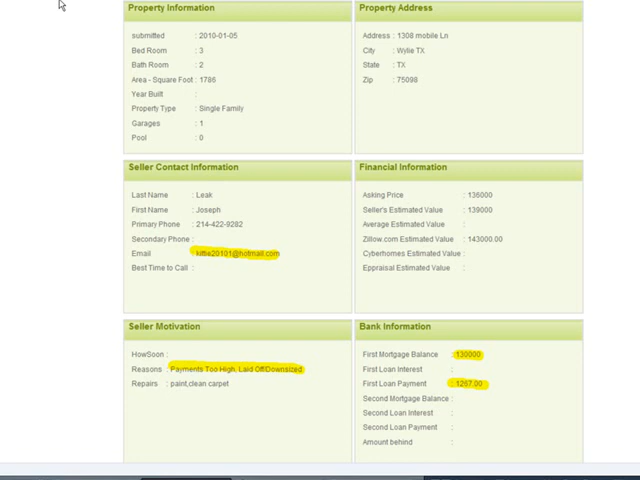 Property Information
submitted : 2010-01-05
Bed Room : 3
Bath Room : 2
Area - Square Foot : 1786
Year Built :
Property Type : Single Family
Garages : 1
Pool : 0
Property Address
Address : 1308 mobile Ln
City : Wylie TX
State : TX
Zip : 75098
Seller Contact Information
Last Name : Leak
First Name : Joseph
Primary Phone : 214-422-9282
Secondary Phone :
Email : kittie20101@hotmail.com
Best Time to Call :
Financial Information
Asking Price : 136000
Seller's Estimated Value : 139000
Average Estimated Value :
Zillow.com Estimated Value : 143000.00
Cyberhomes Estimated Value :
Eppraisal Estimated Value :
Seller Motivation
HowSoon :
Reasons : Payments Too High, Laid Off/Downsized
Repairs : paint,clean carpet
Bank Information
First Mortgage Balance : 130000
First Loan Interest :
First Loan Payment : 1267.00
Second Mortgage Balance :
Second Loan Interest :
Second Loan Payment :
Amount behind :